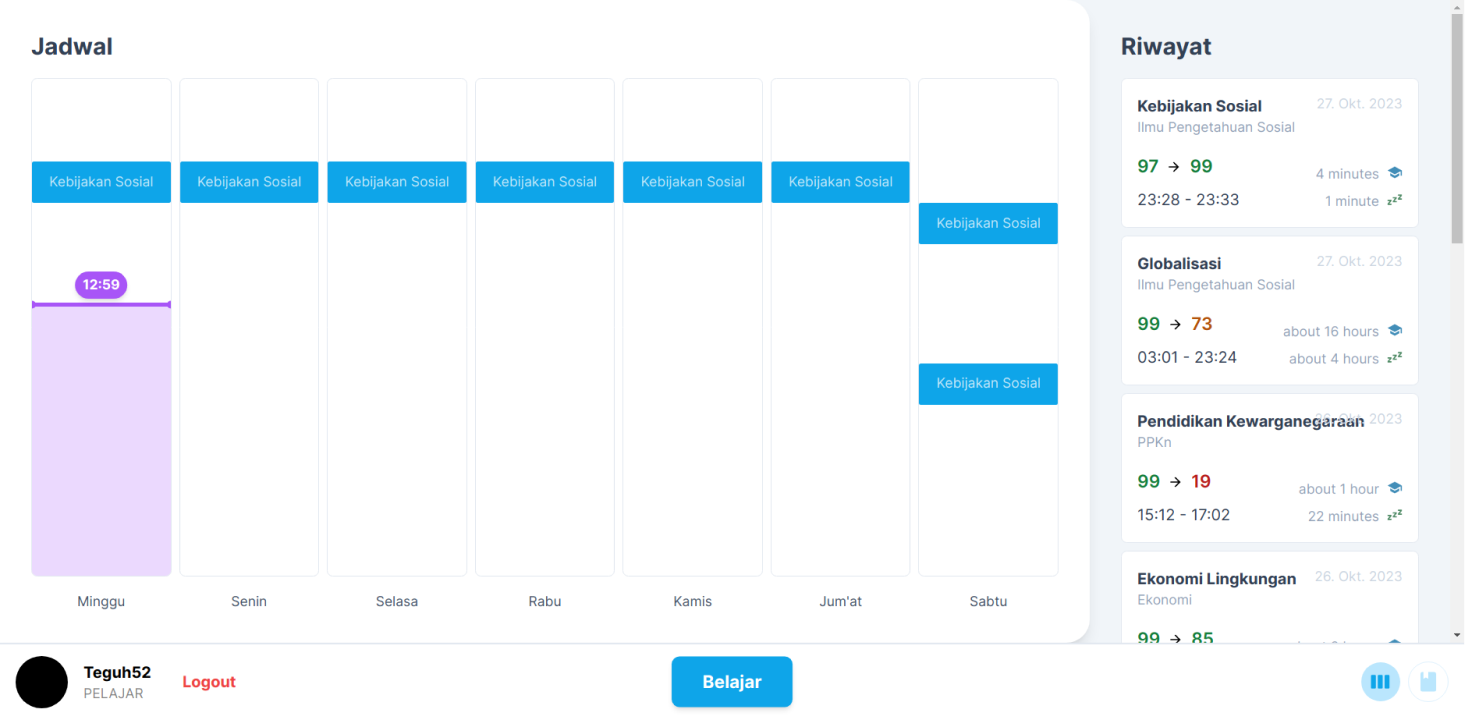 Jadwal
Kebijakan Sosial
Kebijakan Sosial
Kebijakan Sosial
Kebijakan Sosial
Kebijakan Sosial
Kebijakan Sosial
Kebijakan Sosial
12:59
Kebijakan Sosial
Minggu
Senin
Selasa
Rabu
Kamis
Jum'at
Sabtu
Riwayat
Kebijakan Sosial 27. Okt. 2023
Ilmu Pengetahuan Sosial
97 → 99 4 minutes
23:28 - 23:33 1 minute zzz
Globalisasi 27. Okt. 2023
Ilmu Pengetahuan Sosial
99 → 73 about 16 hours
03:01 - 23:24 about 4 hours zzz
Pendidikan Kewarganegaraan 26. Okt. 2023
PPKn
99 → 19 about 1 hour
15:12 - 17:02 22 minutes zzz
Ekonomi Lingkungan 26. Okt. 2023
Ekonomi
99 → 85
Teguh52
PELAJAR
Logout
Belajar